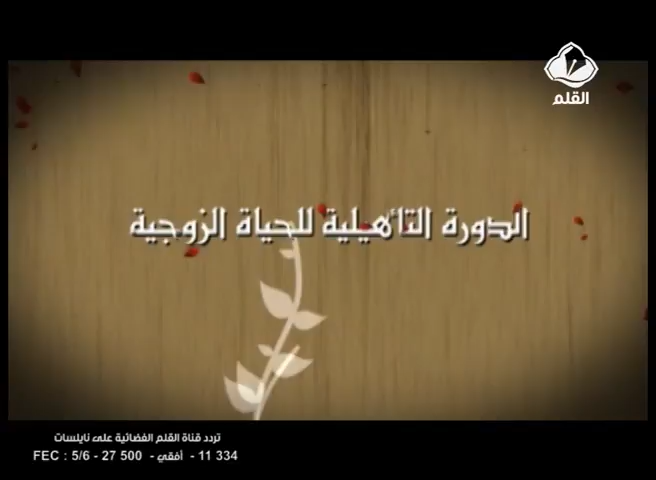 القلم
الدورة التأهيلية للحياة الزوجية
تردد قناة القلم الفضائية على نايلسات
FEC : 5/6 - 27 500 - أفقي - 11 334